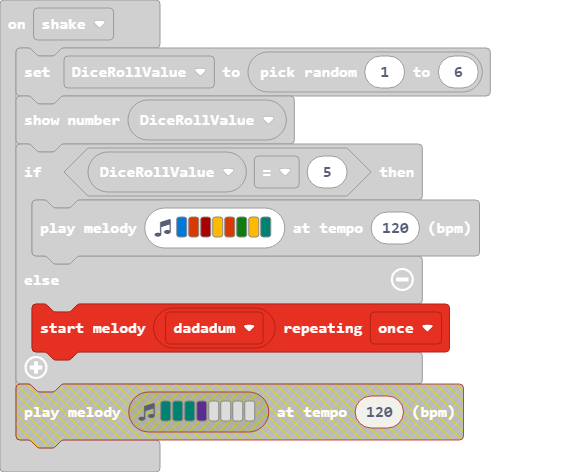 on shake
set DiceRollValue to pick random 1 to 6
show number DiceRollValue
if DiceRollValue = 5 then
play melody at tempo 120 (bpm)
else
start melody dadadum repeating once
play melody at tempo 120 (bpm)